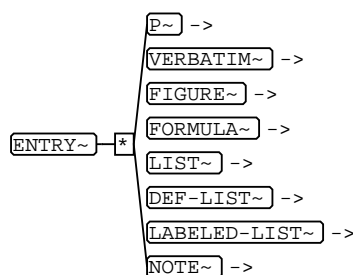 P~ ->
VERBATIM~ ->
FIGURE~ ->
FORMULA~ ->
ENTRY~ *
LIST~ ->
DEF-LIST~ ->
LABELED-LIST~ ->
NOTE~ ->